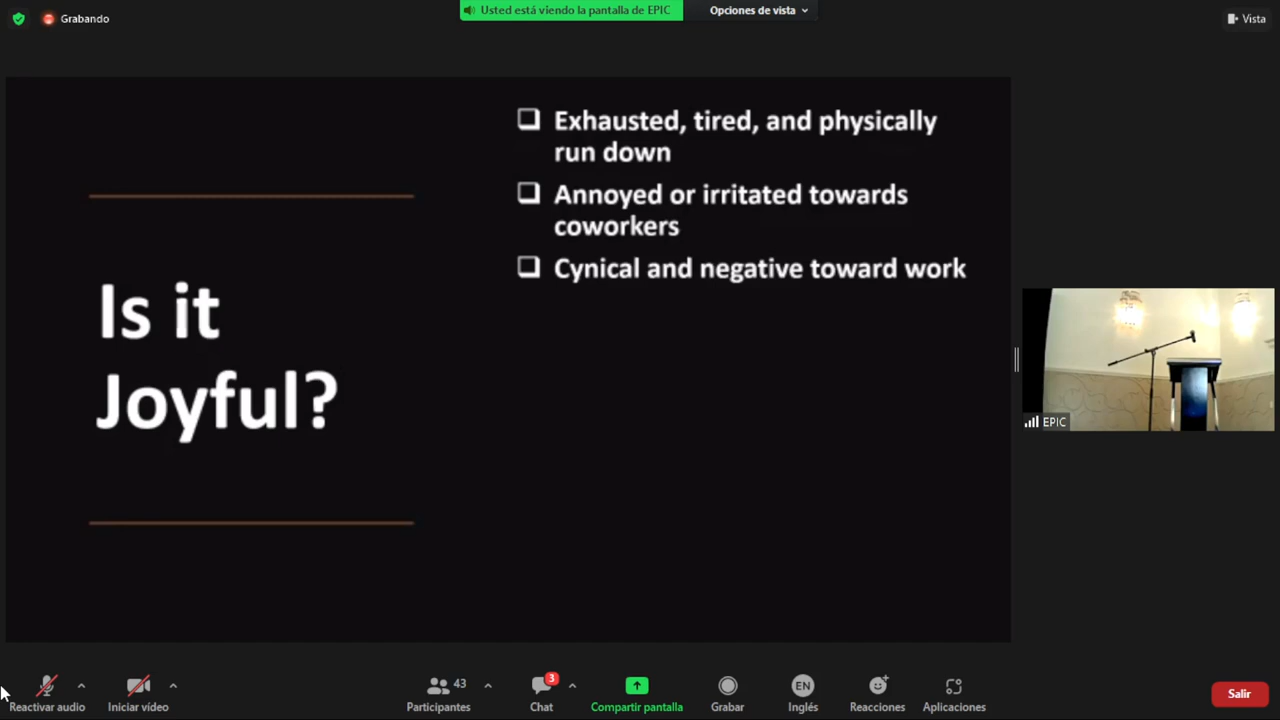 Grabando
Usted está viendo la pantalla de EPIC
Opciones de vista
Vista
Is it
Joyful?
Exhausted, tired, and physically
run down
Annoyed or irritated towards
coworkers
Cynical and negative toward work
EPIC
Reactivar audio
Iniciar vídeo
43
Participantes
3
Chat
Compartir pantalla
Grabar
EN
Inglés
Reacciones
Aplicaciones
Salir